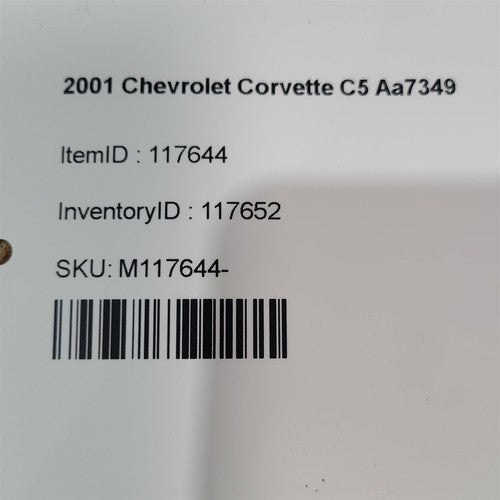 2001 Chevrolet Corvette C5 Aa7349
ItemID : 117644
InventoryID : 117652
SKU: M117644-